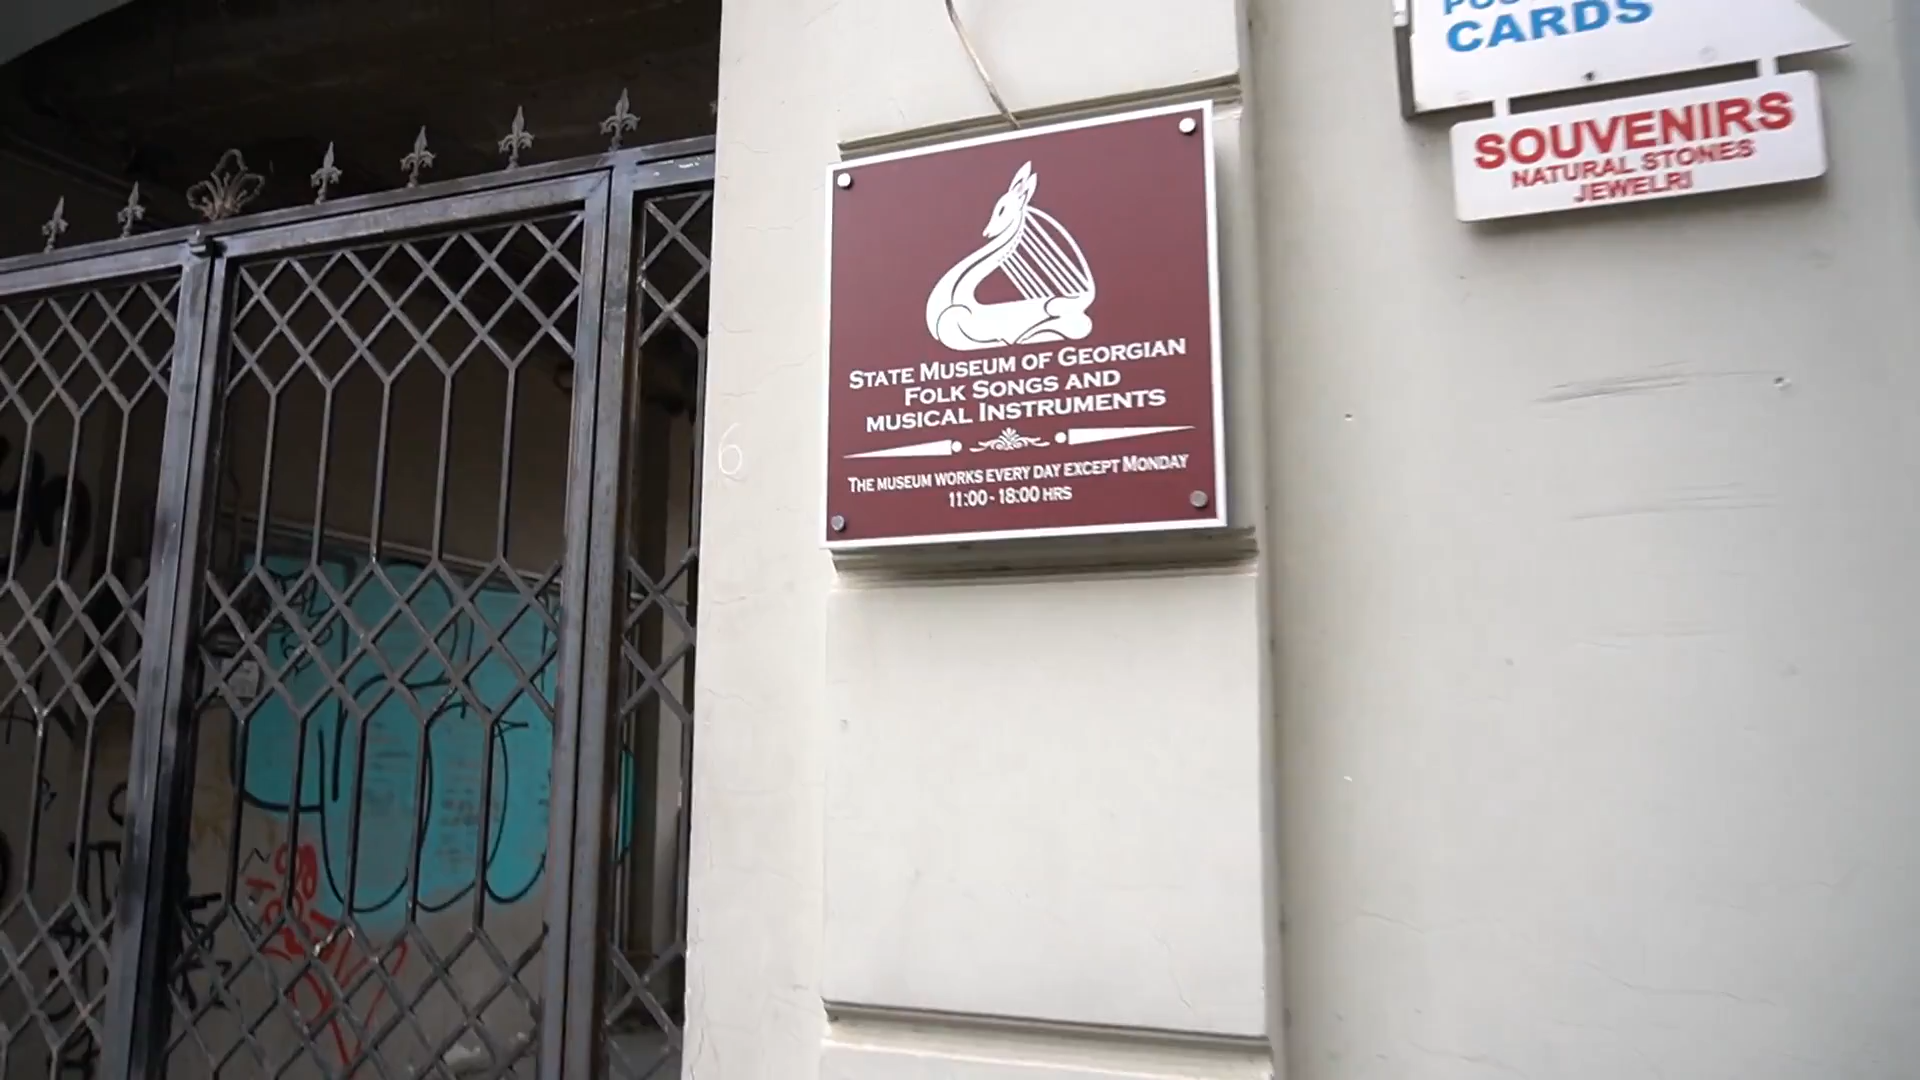 6
STATE MUSEUM OF GEORGIAN
FOLK SONGS AND
MUSICAL INSTRUMENTS
THE MUSEUM WORKS EVERY DAY EXCEPT MONDAY
11:00 - 18:00 HRS
CARDS
SOUVENIRS
NATURAL STONES
JEWELRI